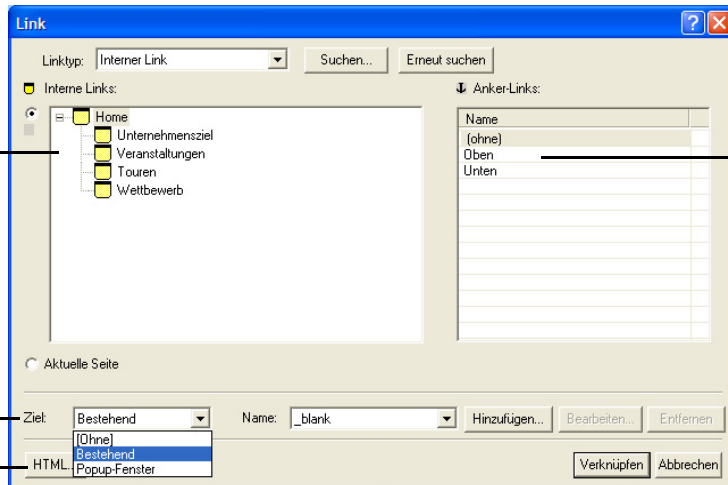 Link
Linktyp: Interner Link Suchen... Erneut suchen
Interne Links: Anker-Links:
Home Name
Unternehmensziel (ohne)
Veranstaltungen Oben
Touren Unten
Wettbewerb
Aktuelle Seite
Ziel: Bestehend Name: _blank Hinzufügen... Bearbeiten... Entfernen
[Ohne]
Bestehend
Popup-Fenster
HTML... Verknüpfen Abbrechen